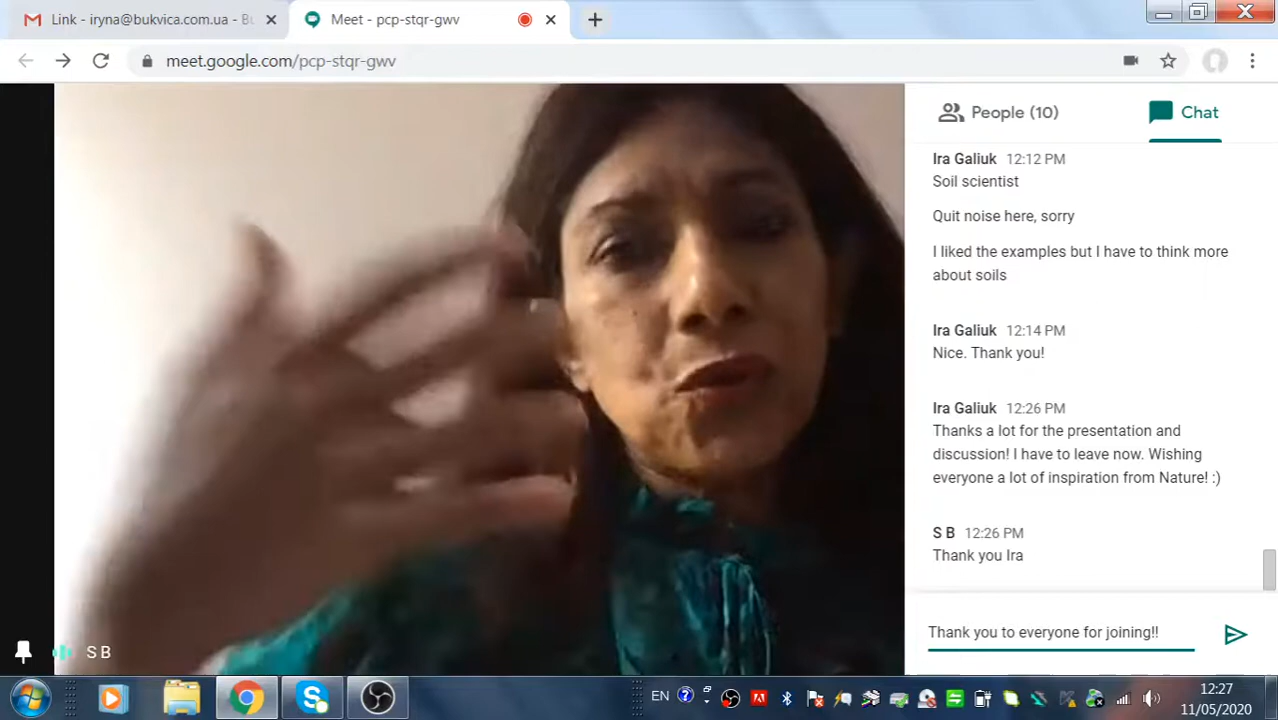 Link - iryna@bukvica.com.ua - Bu
Meet - pcp-stqr-gwv
meet.google.com/pcp-stqr-gwv
People (10)
Chat
Ira Galiuk 12:12 PM
Soil scientist
Quit noise here, sorry
I liked the examples but I have to think more
about soils
Ira Galiuk 12:14 PM
Nice. Thank you!
Ira Galiuk 12:26 PM
Thanks a lot for the presentation and
discussion! I have to leave now. Wishing
everyone a lot of inspiration from Nature! :)
S B 12:26 PM
Thank you Ira
Thank you to everyone for joining!!
S B
EN
12:27
11/05/2020